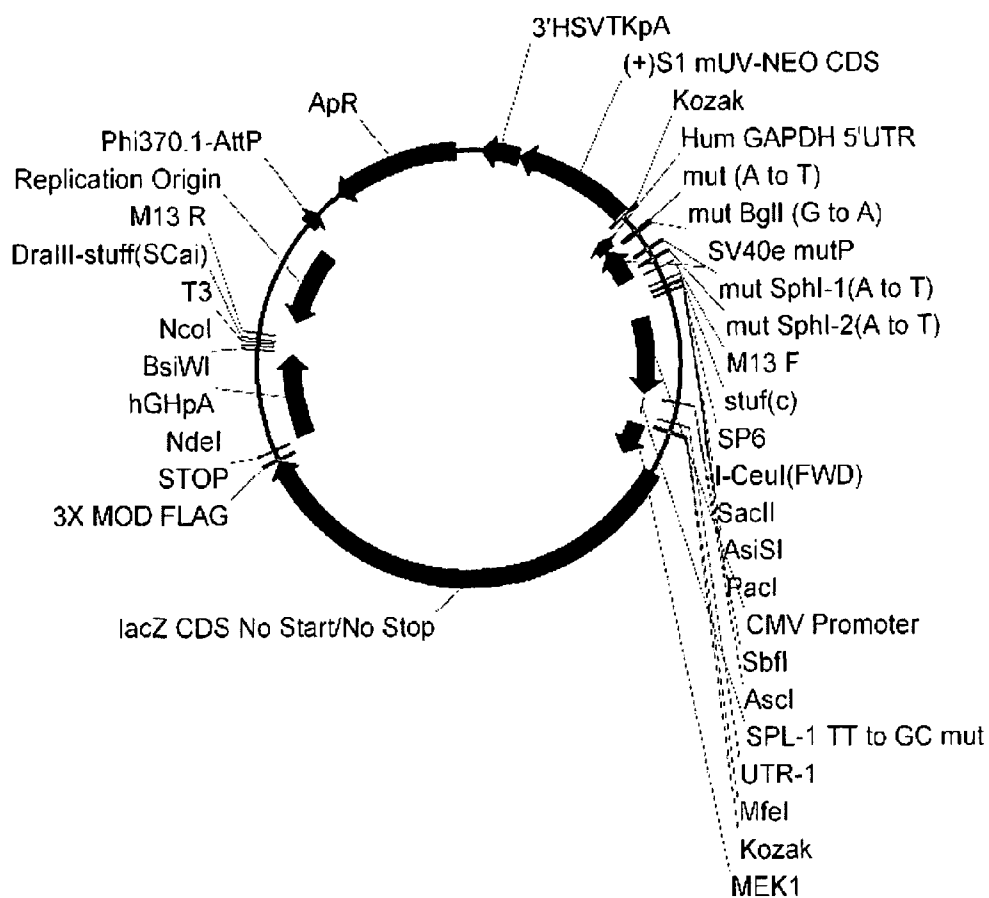 3'HSVTKpA
(+)S1 mUV-NEO CDS
Kozak
Hum GAPDH 5'UTR
mut (A to T)
mut BglI (G to A)
SV40e mutP
mut SphI-1(A to T)
mut SphI-2(A to T)
M13 F
stuf(c)
SP6
I-CeuI(FWD)
SacII
AsiSI
PacI
CMV Promoter
SbfI
AscI
SPL-1 TT to GC mut
UTR-1
MfeI
Kozak
MEK1
ApR
Phi370.1-AttP
Replication Origin
M13 R
DraIII-stuff(SCai)
T3
NcoI
BsiWI
hGHpA
NdeI
STOP
3X MOD FLAG
lacZ CDS No Start/No Stop